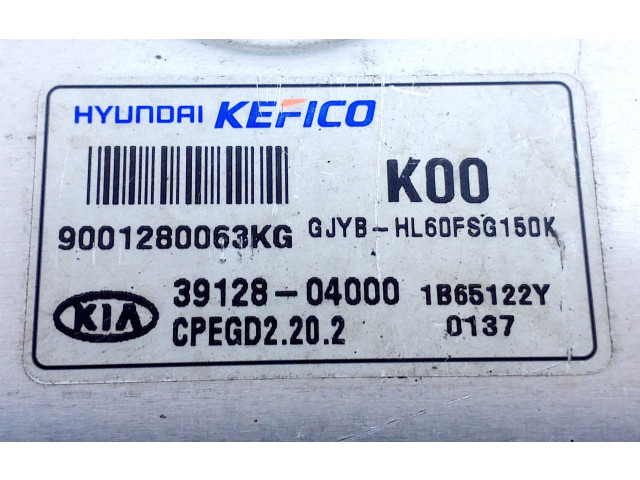 HYUNDAI KEFICO
K00
9001280063KG GJYB-HL60FSG150K
39128-04000 1B65122Y
KIA CPEGD2.20.2 0137